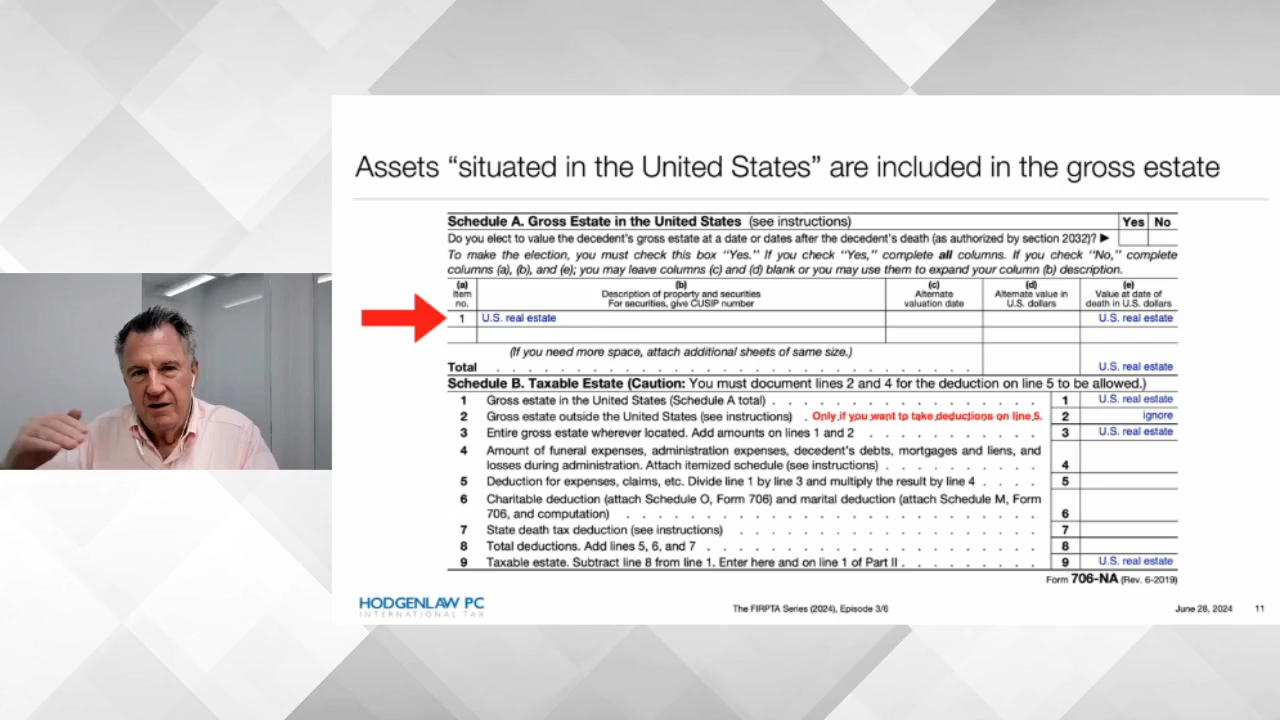 Assets “situated in the United States” are included in the gross estate
Schedule A. Gross Estate in the United States (see instructions) Yes No
Do you elect to value the decedent's gross estate at a date or dates after the decedent's death (as authorized by section 2032)? ▶
To make the election, you must check this box "Yes." If you check "Yes," complete all columns. If you check "No," complete
columns (a), (b), and (e); you may leave columns (c) and (d) blank or you may use them to expand your column (b) description.
(a)
Item
no.
(b)
Description of property and securities
For securities, give CUSIP number
(c)
Alternate
valuation date
(d)
Alternate value in
U.S. dollars
(e)
Value at date of
death in U.S. dollars
1 U.S. real estate U.S. real estate
(If you need more space, attach additional sheets of same size.)
Total . . . . . . . . . . . . . . . . . . . . . . . . . U.S. real estate
Schedule B. Taxable Estate (Caution: You must document lines 2 and 4 for the deduction on line 5 to be allowed.)
1 Gross estate in the United States (Schedule A total) . . . . . . . . . . . . . . 1 U.S. real estate
2 Gross estate outside the United States (see instructions) . Only if you want to take deductions on line 5. 2 ignore
3 Entire gross estate wherever located. Add amounts on lines 1 and 2 . . . . . . . . . . 3 U.S. real estate
4 Amount of funeral expenses, administration expenses, decedent's debts, mortgages and liens, and
losses during administration. Attach itemized schedule (see instructions) . . . . . . . . . 4
5 Deduction for expenses, claims, etc. Divide line 1 by line 3 and multiply the result by line 4 . . . . 5
6 Charitable deduction (attach Schedule O, Form 706) and marital deduction (attach Schedule M, Form
706, and computation) . . . . . . . . . . . . . . . . . . . . . 6
7 State death tax deduction (see instructions) . . . . . . . . . . . . . . . . . 7
8 Total deductions. Add lines 5, 6, and 7 . . . . . . . . . . . . . . . . . . 8
9 Taxable estate. Subtract line 8 from line 1. Enter here and on line 1 of Part II . . . . . . . . 9 U.S. real estate
Form 706-NA (Rev. 6-2019)
HODGENLAW PC
INTERNATIONAL TAX
The FIRPTA Series (2024), Episode 3/6
June 28, 2024 11